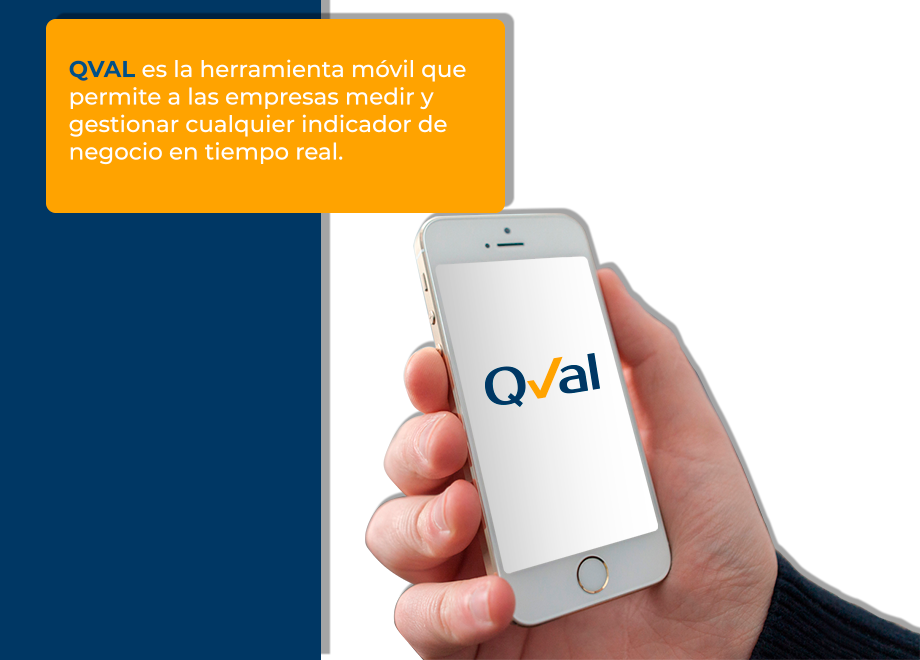 QVAL es la herramienta móvil que
permite a las empresas medir y
gestionar cualquier indicador de
negocio en tiempo real.
Qval